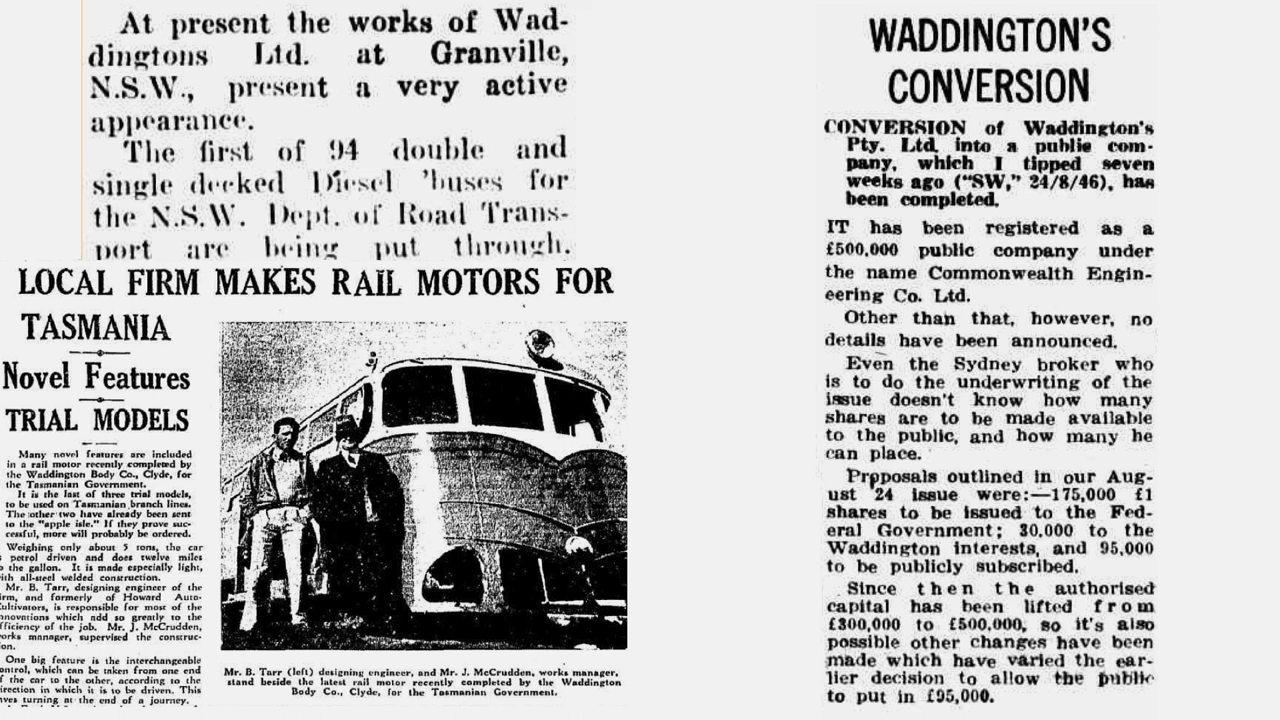 At present the works of Wad-
dingtons Ltd. at Granville,
N.S.W., present a very active
appearance.
The first of 94 double and
single decked Diesel 'buses for
the N.S.W. Dept. of Road Trans-
port are being put through.
LOCAL FIRM MAKES RAIL MOTORS FOR
TASMANIA
Novel Features
TRIAL MODELS
Many novel features are included
in a rail motor recently completed by
the Waddington Body Co., Clyde, for
the Tasmanian Government.
It is the last of three trial models,
to be used on Tasmanian branch lines.
The other two have already been sent
to the "apple isle." If they prove suc-
cessful, more will probably be ordered.
Weighing only about 5 tons, the car
petrol driven and does twelve miles
the gallon. It is made especially light,
all-steel welded construction.
Mr. B. Tarr, designing engineer of the
and formerly of Howard Auto-
is responsible for most of the
which add so greatly to the
of the job. Mr. J. McCrudden,
manager, supervised the construc-
One big feature is the interchangeable
which can be taken from one end
the car to the other, according to the
in which it is to be driven. This
turning at the end of a journey.
Mr. B. Tarr (left) designing engineer, and Mr. J. McCrudden, works manager,
stand beside the latest rail motor recently completed by the Waddington
Body Co., Clyde, for the Tasmanian Government.
WADDINGTON'S
CONVERSION
CONVERSION of Waddington's
Pty. Ltd. into a public com-
pany, which I tipped seven
weeks ago ("SW," 24/8/46), has
been completed.
IT has been registered as a
£500,000 public company under
the name Commonwealth Engin-
eering Co. Ltd.
Other than that, however, no
details have been announced.
Even the Sydney broker who
is to do the underwriting of the
issue doesn't know how many
shares are to be made available
to the public, and how many he
can place.
Proposals outlined in our Aug-
ust 24 issue were:—175,000 £1
shares to be issued to the Fed-
eral Government; 30,000 to the
Waddington interests, and 95,000
to be publicly subscribed.
Since then the authorised
capital has been lifted from
£300,000 to £500,000, so it's also
possible other changes have been
made which have varied the ear-
lier decision to allow the public
to put in £95,000.